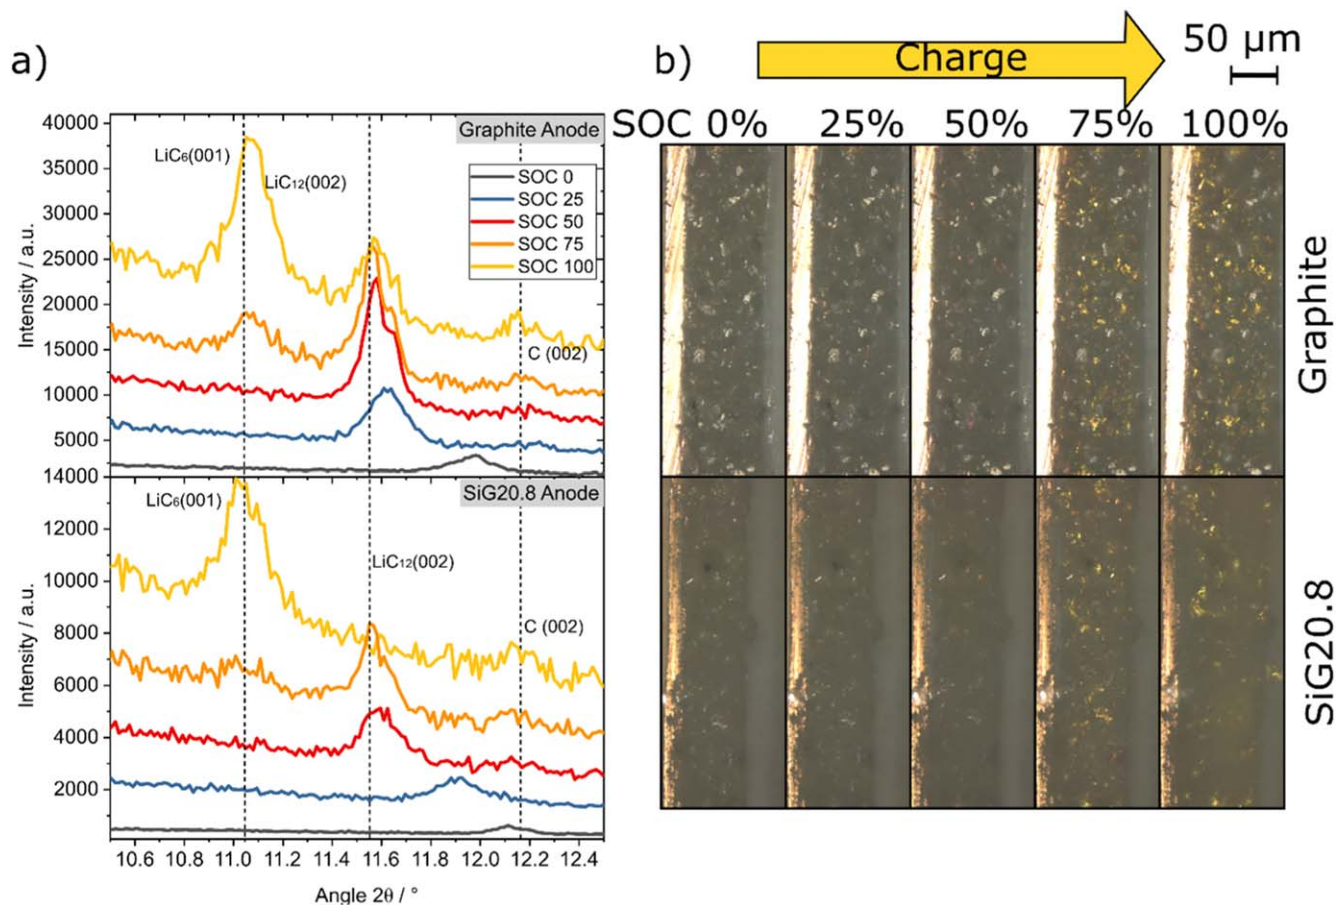 a)
40000
35000
30000
25000
20000
15000
10000
5000
Intensity / a.u.
Graphite Anode
LiC₆(001)
LiC₁₂(002)
SOC 0
SOC 25
SOC 50
SOC 75
SOC 100
C (002)
14000
12000
10000
8000
6000
4000
2000
Intensity / a.u.
SiG20.8 Anode
LiC₆(001)
LiC₁₂(002)
C (002)
10.6 11.0 11.2 11.4 11.6 11.8 12.0 12.2 12.4
Angle 2θ / °
b)
Charge
50 µm
SOC 0% 25% 50% 75% 100%
Graphite
SiG20.8